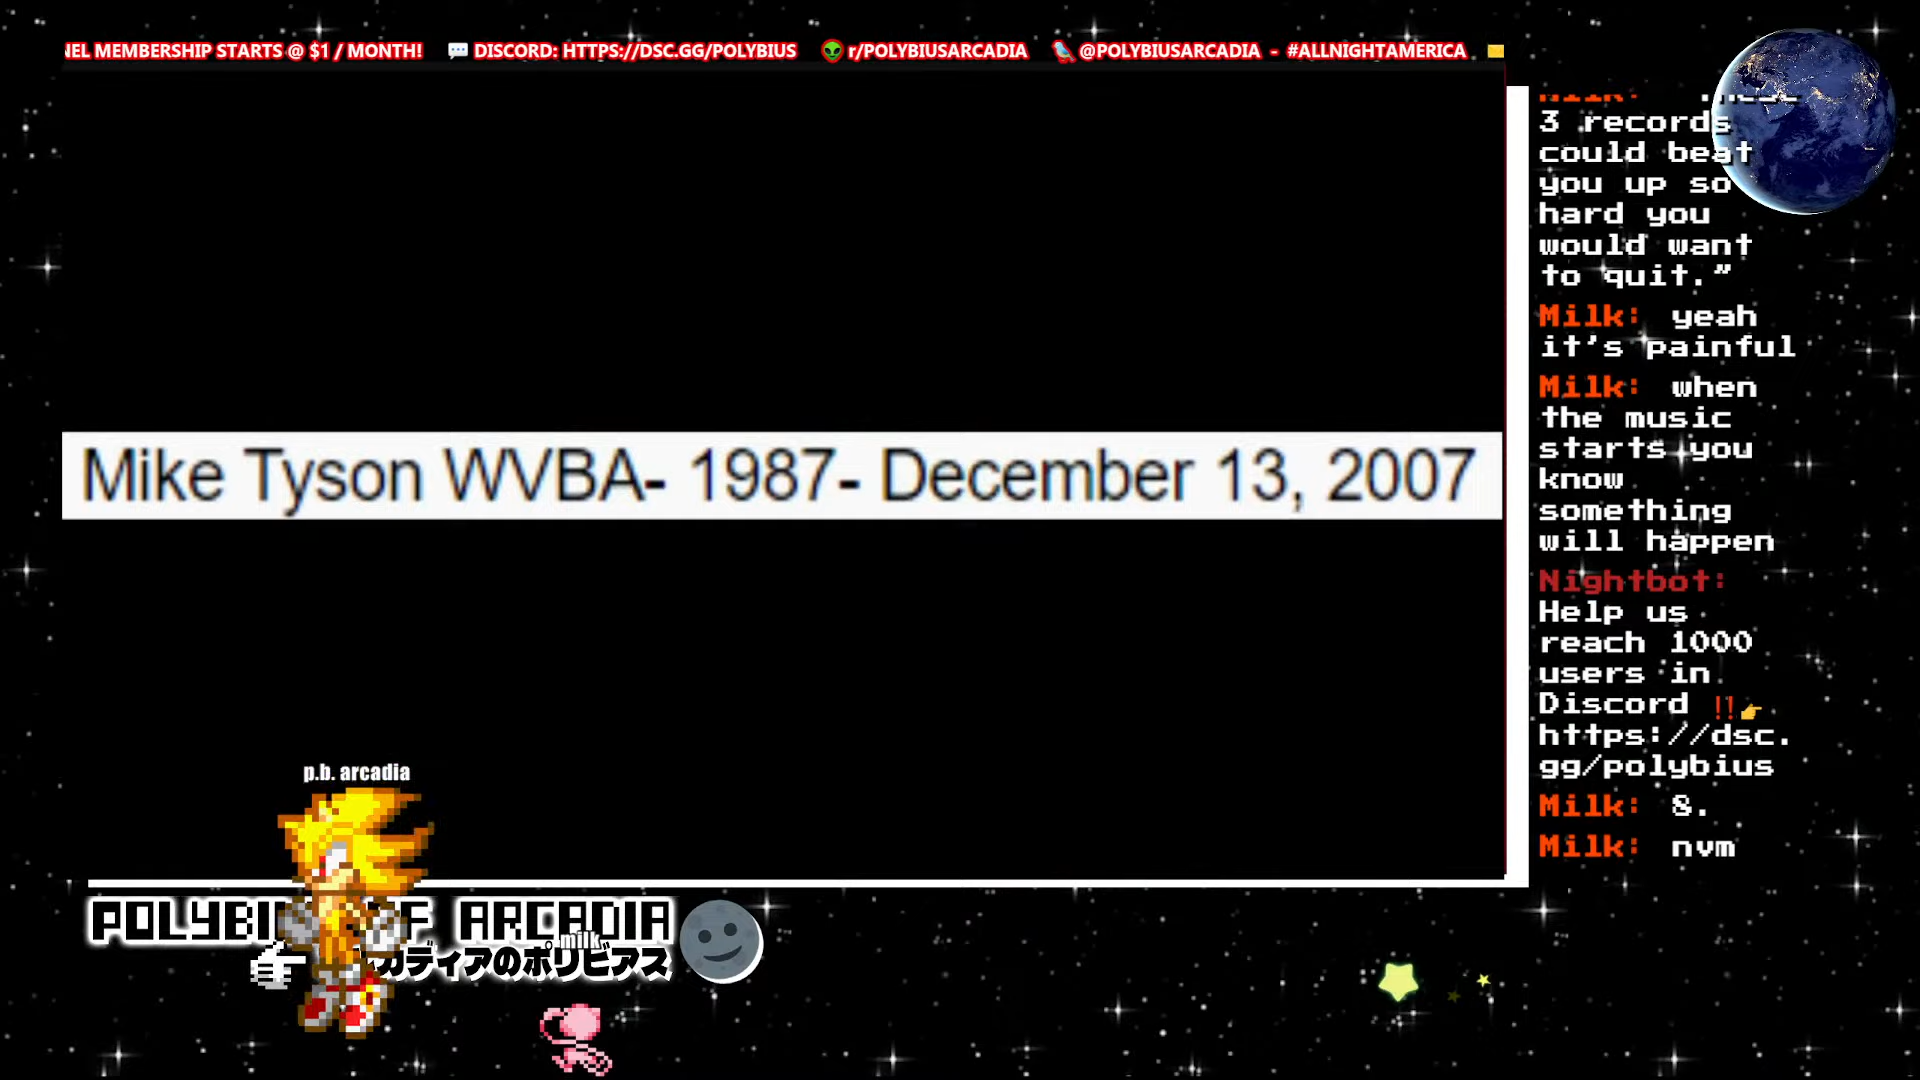 NEL MEMBERSHIP STARTS @ $1 / MONTH! 💬 DISCORD: HTTPS://DSC.GG/POLYBIUS 👽 r/POLYBIUSARCADIA 🐦 @POLYBIUSARCADIA - #ALLNIGHTAMERICA
3 records
could beat
you up so
hard you
would want
to quit.”
Milk: yeah
it’s painful
Milk: when
the music
starts you
know
something
will happen
Nightbot:
Help us
reach 1000
users in
Discord ‼👉
https://dsc.
gg/polybius
Milk: 8.
Milk: nvm
Mike Tyson WVBA- 1987- December 13, 2007
p.b. arcadia
ARCADIA
milk
カディアのポリビアス